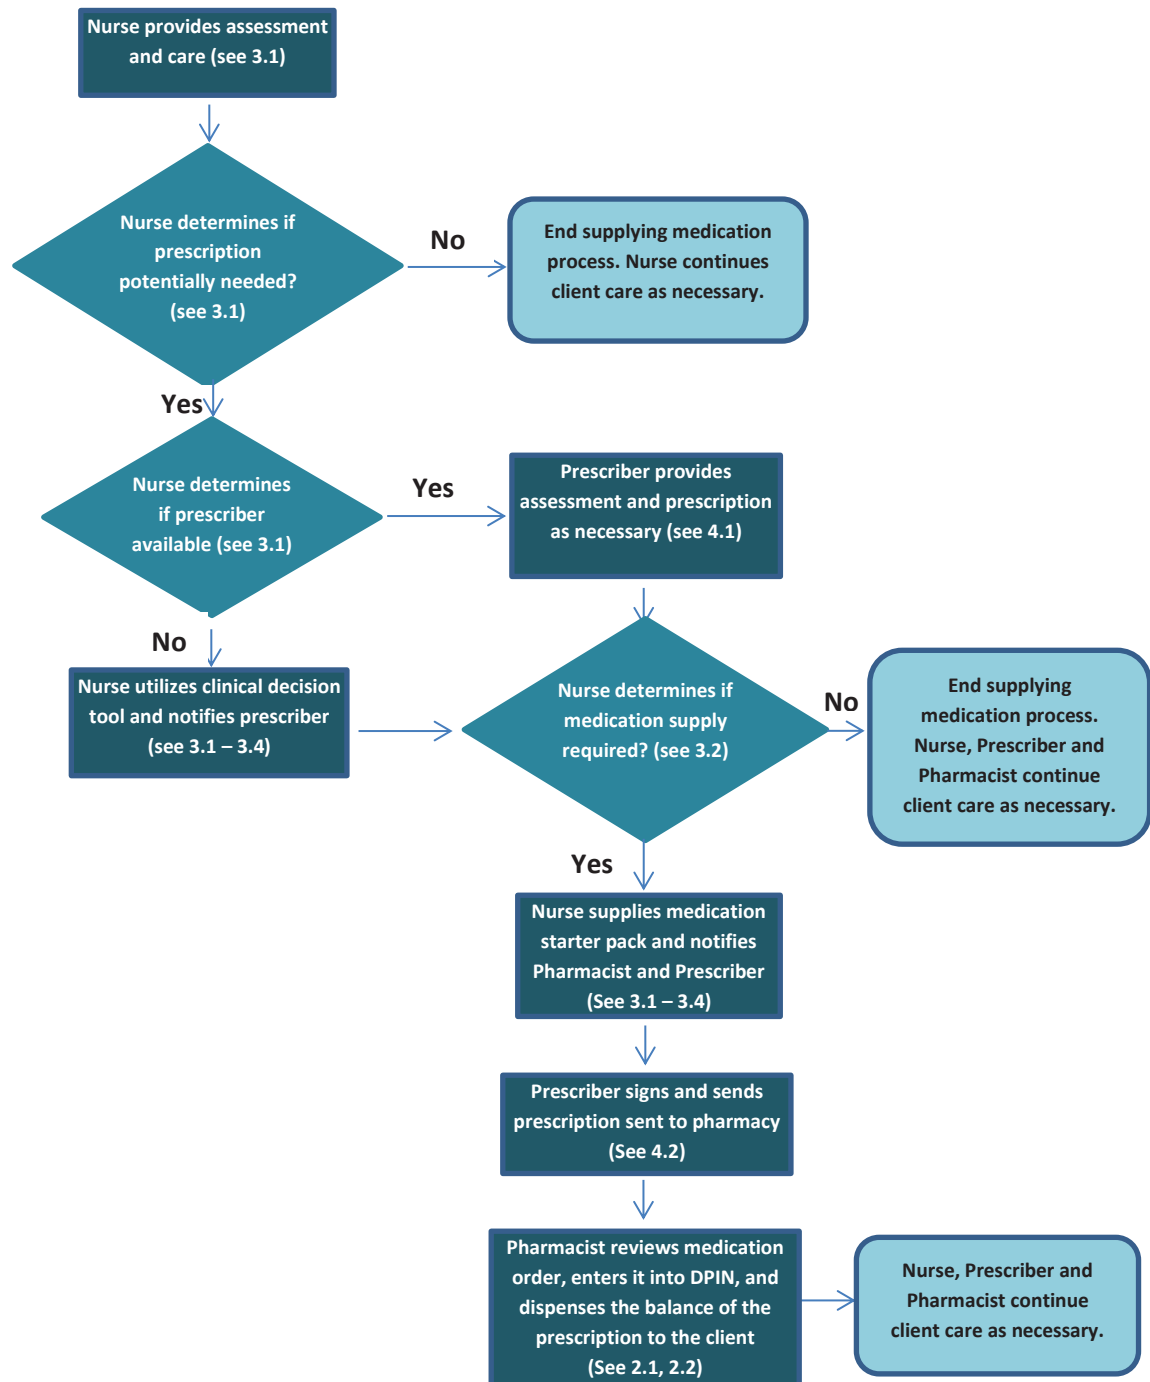 Nurse provides assessment
and care (see 3.1)
Nurse determines if
prescription
potentially needed?
(see 3.1)
No
End supplying medication
process. Nurse continues
client care as necessary.
Yes
Nurse determines
if prescriber
available (see 3.1)
Yes
Prescriber provides
assessment and prescription
as necessary (see 4.1)
No
Nurse utilizes clinical decision
tool and notifies prescriber
(see 3.1 – 3.4)
Nurse determines if
medication supply
required? (see 3.2)
No
End supplying
medication process.
Nurse, Prescriber and
Pharmacist continue
client care as necessary.
Yes
Nurse supplies medication
starter pack and notifies
Pharmacist and Prescriber
(See 3.1 – 3.4)
Prescriber signs and sends
prescription sent to pharmacy
(See 4.2)
Pharmacist reviews medication
order, enters it into DPIN, and
dispenses the balance of the
prescription to the client
(See 2.1, 2.2)
Nurse, Prescriber and
Pharmacist continue
client care as necessary.